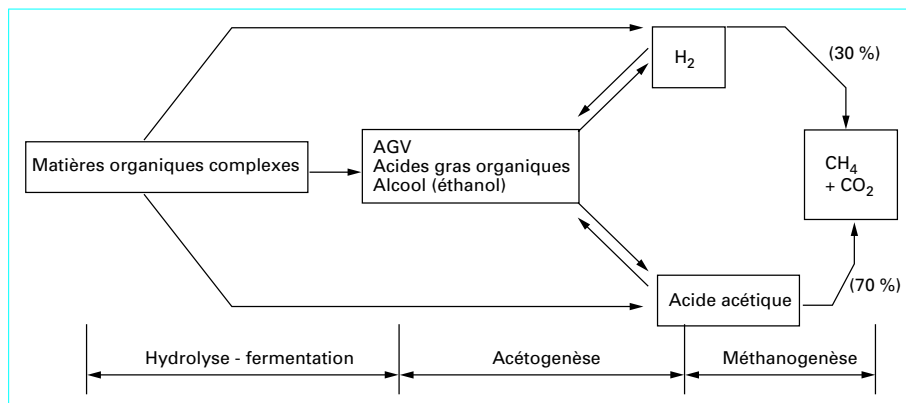 H₂
(30 %)
Matières organiques complexes
AGV
Acides gras organiques
Alcool (éthanol)
CH₄
+ CO₂
Acide acétique
(70 %)
Hydrolyse - fermentation
Acétogenèse
Méthanogenèse